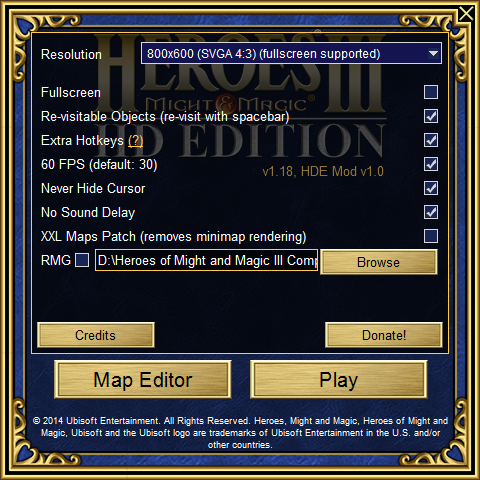 HEROES III
MIGHT & MAGIC®
HD EDITION
v1.18, HDE Mod v1.0
Resolution
800x600 (SVGA 4:3) (fullscreen supported)
Fullscreen
Re-visitable Objects (re-visit with spacebar)
Extra Hotkeys (?)
60 FPS (default: 30)
Never Hide Cursor
No Sound Delay
XXL Maps Patch (removes minimap rendering)
RMG D:\Heroes of Might and Magic III Comp Browse
Credits Donate!
Map Editor Play
© 2014 Ubisoft Entertainment. All Rights Reserved. Heroes, Might and Magic, Heroes of Might and
Magic, Ubisoft and the Ubisoft logo are trademarks of Ubisoft Entertainment in the U.S. and/or
other countries.